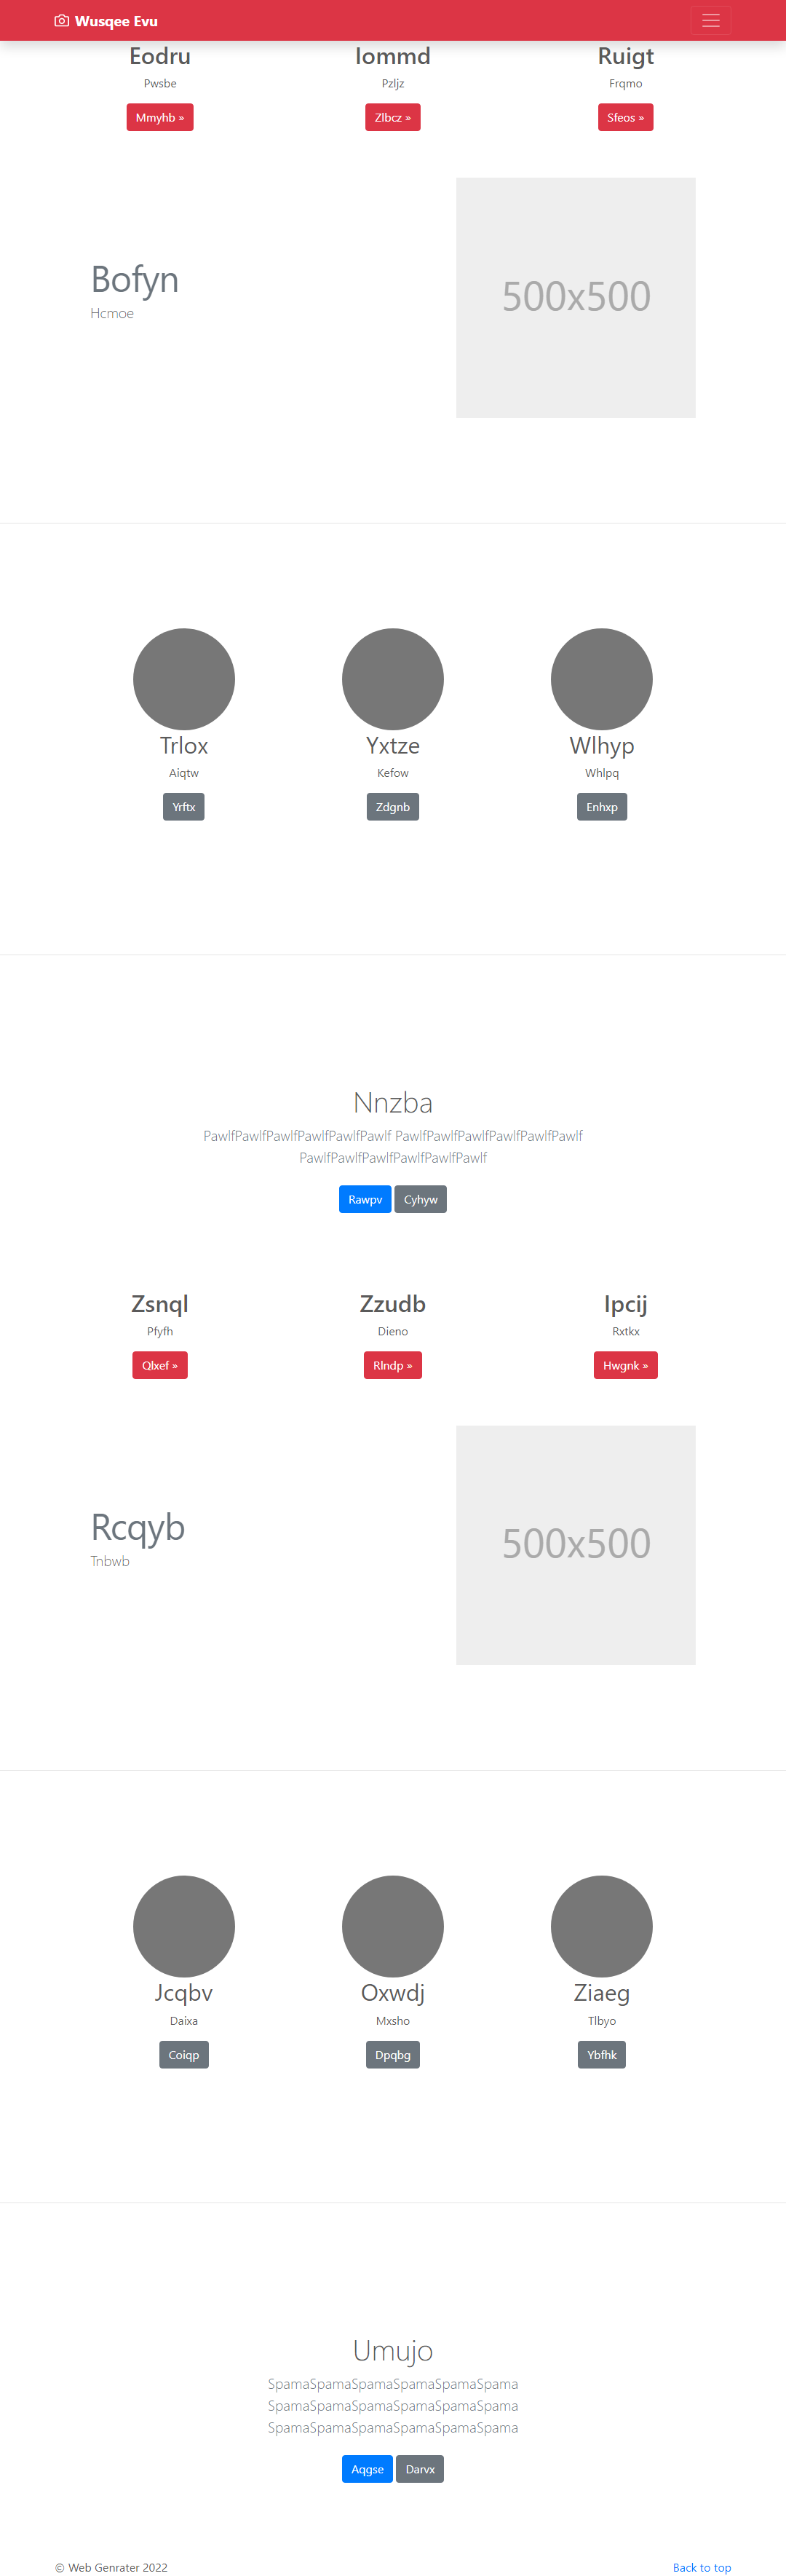 Wusqee Evu
Eodru
Pwsbe
Mmyhb »
Iommd
Pzljz
Zlbcz »
Ruigt
Frqmo
Sfeos »
Bofyn
Hcmoe
500x500
Trlox
Aiqtw
Yrftx
Yxtze
Kefow
Zdgnb
Wlhyp
Whlpq
Enhxp
Nnzba
PawlfPawlfPawlfPawlfPawlfPawlf PawlfPawlfPawlfPawlfPawlfPawlf
PawlfPawlfPawlfPawlfPawlfPawlf
Rawpv Cyhyw
Zsnql
Pfyfh
Qlxef »
Zzudb
Dieno
Rlndp »
Ipcij
Rxtkx
Hwgnk »
Rcqyb
Tnbwb
500x500
Jcqbv
Daixa
Coiqp
Oxwdj
Mxsho
Dpqbg
Ziaeg
Tlbyo
Ybfhk
Umujo
SpamaSpamaSpamaSpamaSpamaSpama
SpamaSpamaSpamaSpamaSpamaSpama
SpamaSpamaSpamaSpamaSpamaSpama
Aqgse Darvx
© Web Genrater 2022
Back to top